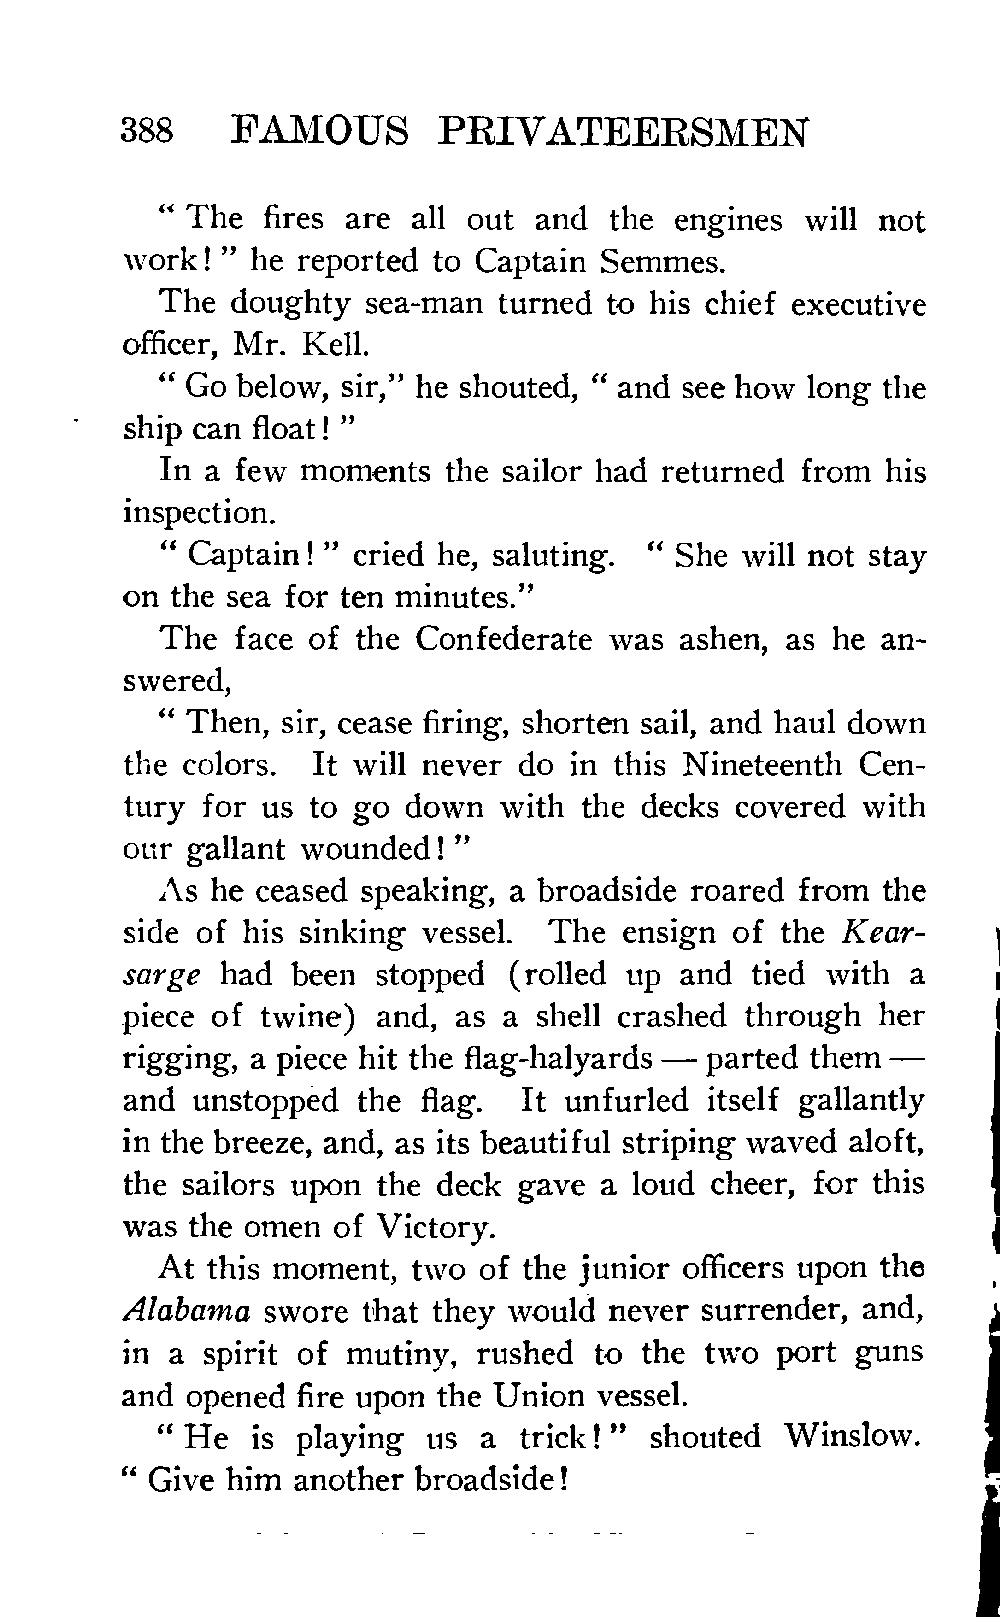 388 FAMOUS PRIVATEERSMEN
“ The fires are all out and the engines will not
work! ” he reported to Captain Semmes.
The doughty sea-man turned to his chief executive
officer, Mr. Kell.
“ Go below, sir,” he shouted, “ and see how long the
ship can float! ”
In a few moments the sailor had returned from his
inspection.
“ Captain! ” cried he, saluting. “ She will not stay
on the sea for ten minutes.”
The face of the Confederate was ashen, as he an-
swered,
“ Then, sir, cease firing, shorten sail, and haul down
the colors. It will never do in this Nineteenth Cen-
tury for us to go down with the decks covered with
our gallant wounded! ”
As he ceased speaking, a broadside roared from the
side of his sinking vessel. The ensign of the Kear-
sarge had been stopped (rolled up and tied with a
piece of twine) and, as a shell crashed through her
rigging, a piece hit the flag-halyards — parted them —
and unstopped the flag. It unfurled itself gallantly
in the breeze, and, as its beautiful striping waved aloft,
the sailors upon the deck gave a loud cheer, for this
was the omen of Victory.
At this moment, two of the junior officers upon the
Alabama swore that they would never surrender, and,
in a spirit of mutiny, rushed to the two port guns
and opened fire upon the Union vessel.
“ He is playing us a trick! ” shouted Winslow.
“ Give him another broadside!